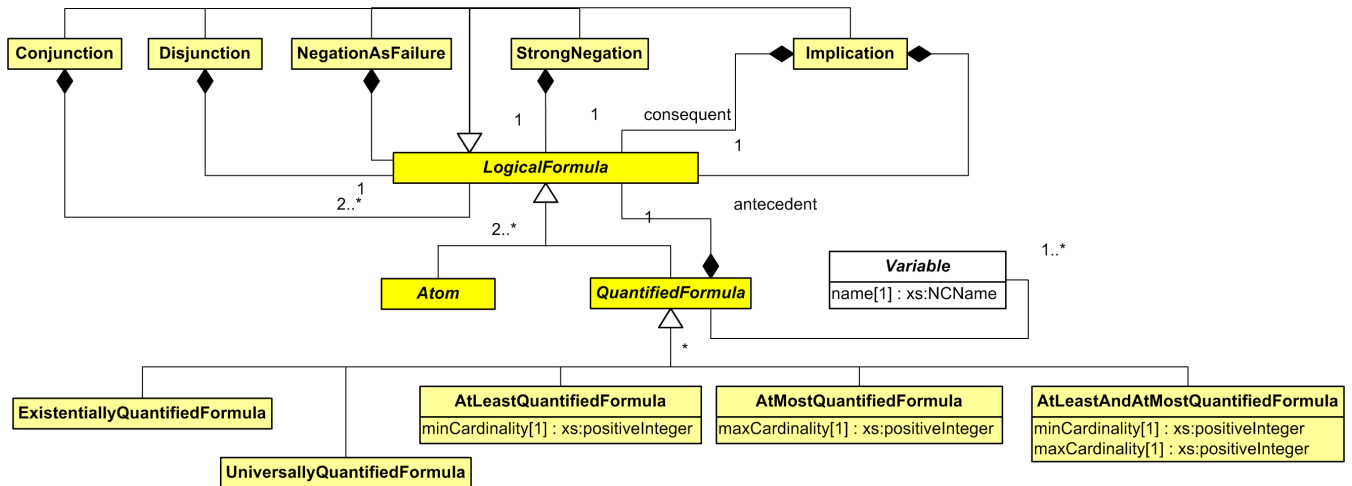 Conjunction
Disjunction
NegationAsFailure
StrongNegation
Implication
1
1
consequent
1
LogicalFormula
1
2..*
1
antecedent
2..*
1..*
Atom
QuantifiedFormula
Variable
name[1] : xs:NCName
*
ExistentiallyQuantifiedFormula
UniversallyQuantifiedFormula
AtLeastQuantifiedFormula
minCardinality[1] : xs:positiveInteger
AtMostQuantifiedFormula
maxCardinality[1] : xs:positiveInteger
AtLeastAndAtMostQuantifiedFormula
minCardinality[1] : xs:positiveInteger
maxCardinality[1] : xs:positiveInteger